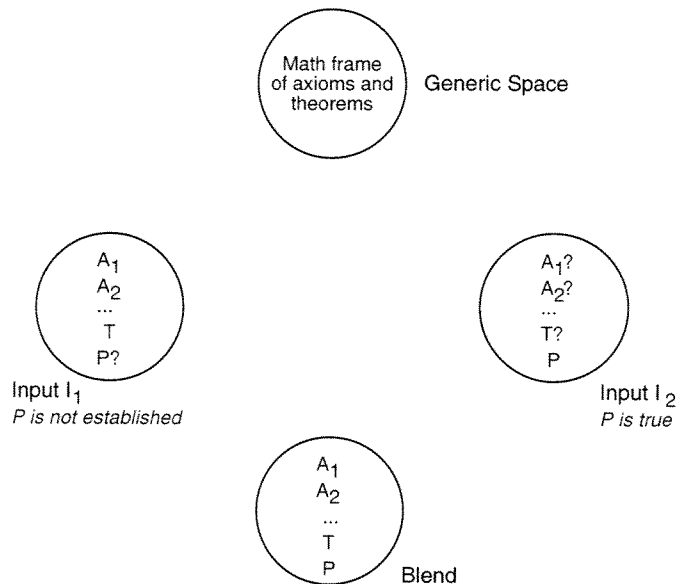 Math frame
of axioms and
theorems
Generic Space
A1
A2
...
T
P?
Input I1
P is not established
A1?
A2?
...
T?
P
Input I2
P is true
A1
A2
...
T
P
Blend